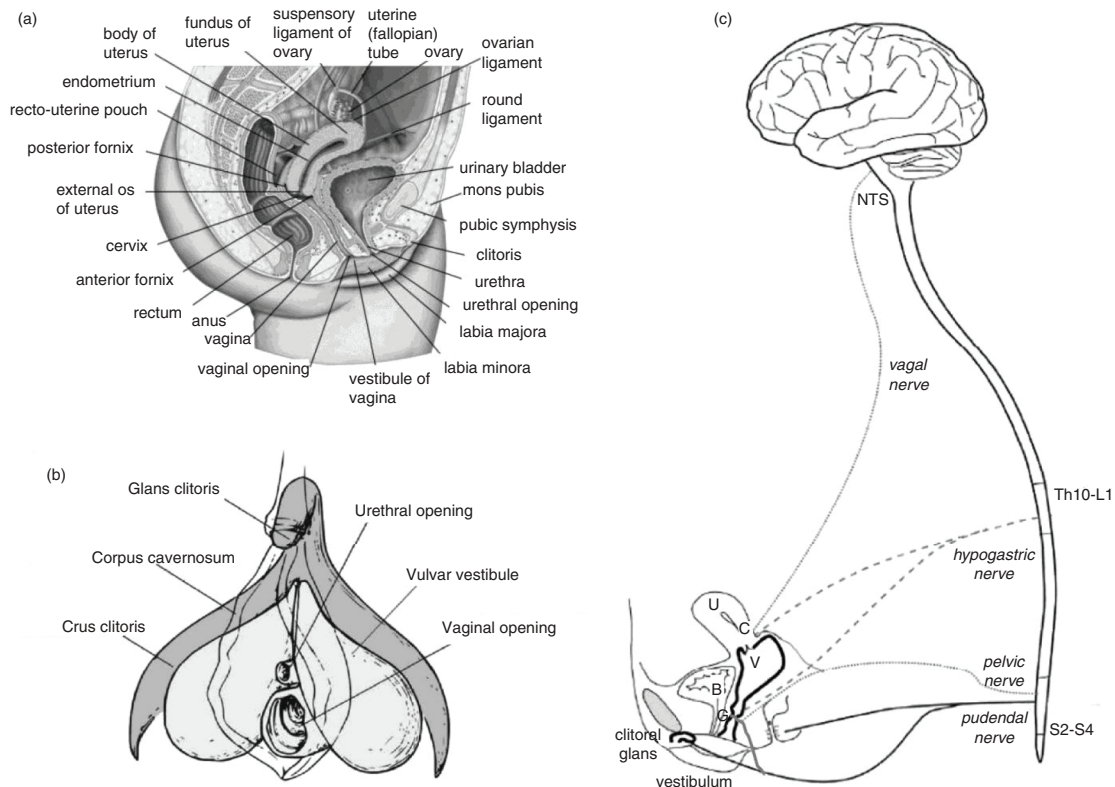 (a)
body of
uterus
fundus of
uterus
suspensory
ligament of
ovary
uterine
(fallopian)
tube
ovary
ovarian
ligament
endometrium
recto-uterine pouch
round
ligament
posterior fornix
urinary bladder
external os
of uterus
mons pubis
pubic symphysis
cervix
clitoris
anterior fornix
urethra
rectum
urethral opening
anus
vagina
labia majora
vaginal opening
labia minora
vestibule of
vagina
(b)
Glans clitoris
Urethral opening
Corpus cavernosum
Vulvar vestibule
Crus clitoris
Vaginal opening
(c)
NTS
vagal
nerve
Th10-L1
hypogastric
nerve
U
C
V
B
G
pelvic
nerve
pudendal
nerve
S2-S4
clitoral
glans
vestibulum